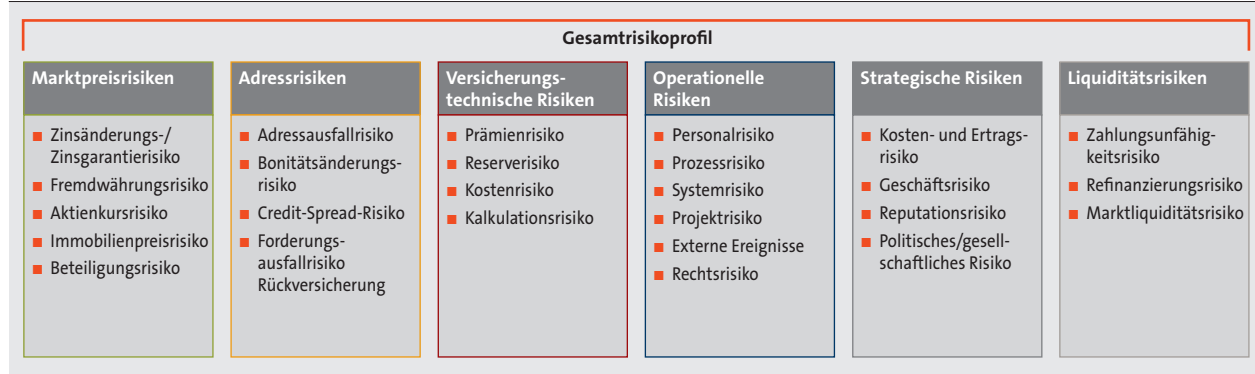 Gesamtrisikoprofil
Marktpreisrisiken
Zinsänderungs-/
Zinsgarantierisiko
Fremdwährungsrisiko
Aktienkursrisiko
Immobilienpreisrisiko
Beteiligungsrisiko
Adressrisiken
Adressausfallrisiko
Bonitätsänderungs-
risiko
Credit-Spread-Risiko
Forderungs-
ausfallrisiko
Rückversicherung
Versicherungs-
technische Risiken
Prämienrisiko
Reserverisiko
Kostenrisiko
Kalkulationsrisiko
Operationelle
Risiken
Personalrisiko
Prozessrisiko
Systemrisiko
Projektrisiko
Externe Ereignisse
Rechtsrisiko
Strategische Risiken
Kosten- und Ertrags-
risiko
Geschäftsrisiko
Reputationsrisiko
Politisches/gesell-
schaftliches Risiko
Liquiditätsrisiken
Zahlungsunfähig-
keitsrisiko
Refinanzierungsrisiko
Marktliquiditätsrisiko